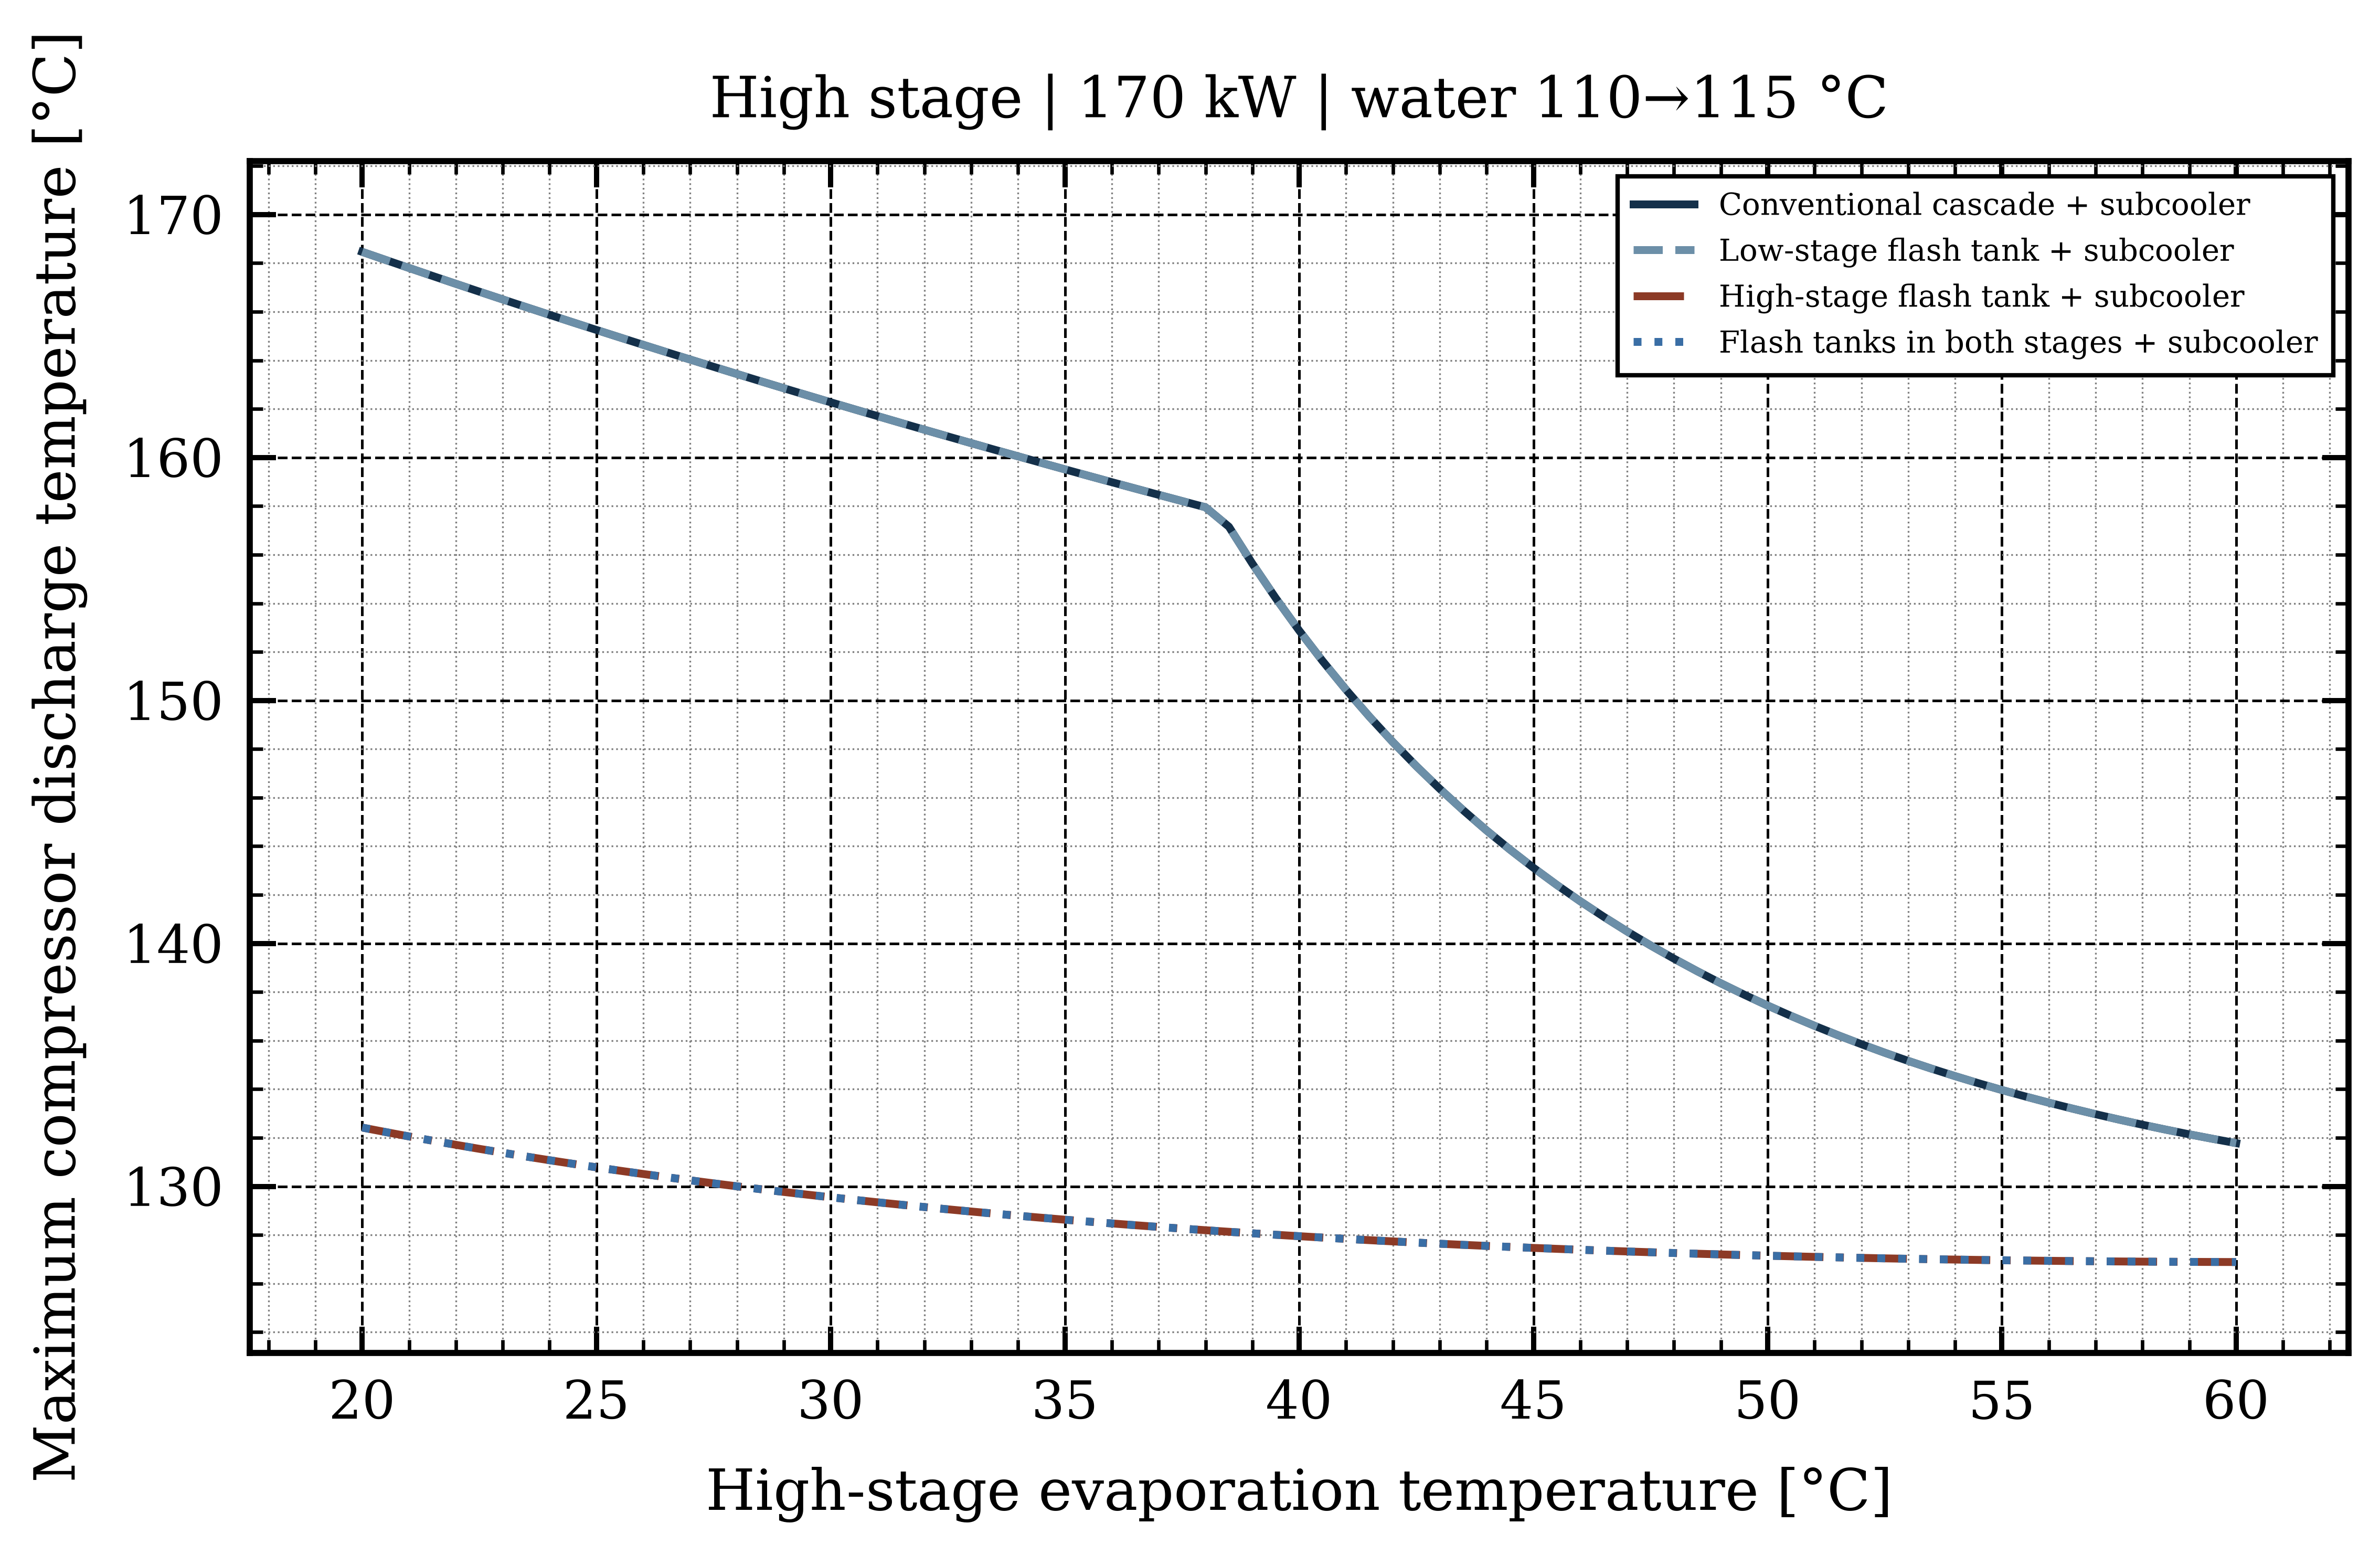 High stage | 170 kW | water 110→115 °C
Maximum compressor discharge temperature [°C]
170
160
150
140
130
Conventional cascade + subcooler
Low-stage flash tank + subcooler
High-stage flash tank + subcooler
Flash tanks in both stages + subcooler
20 25 30 35 40 45 50 55 60
High-stage evaporation temperature [°C]